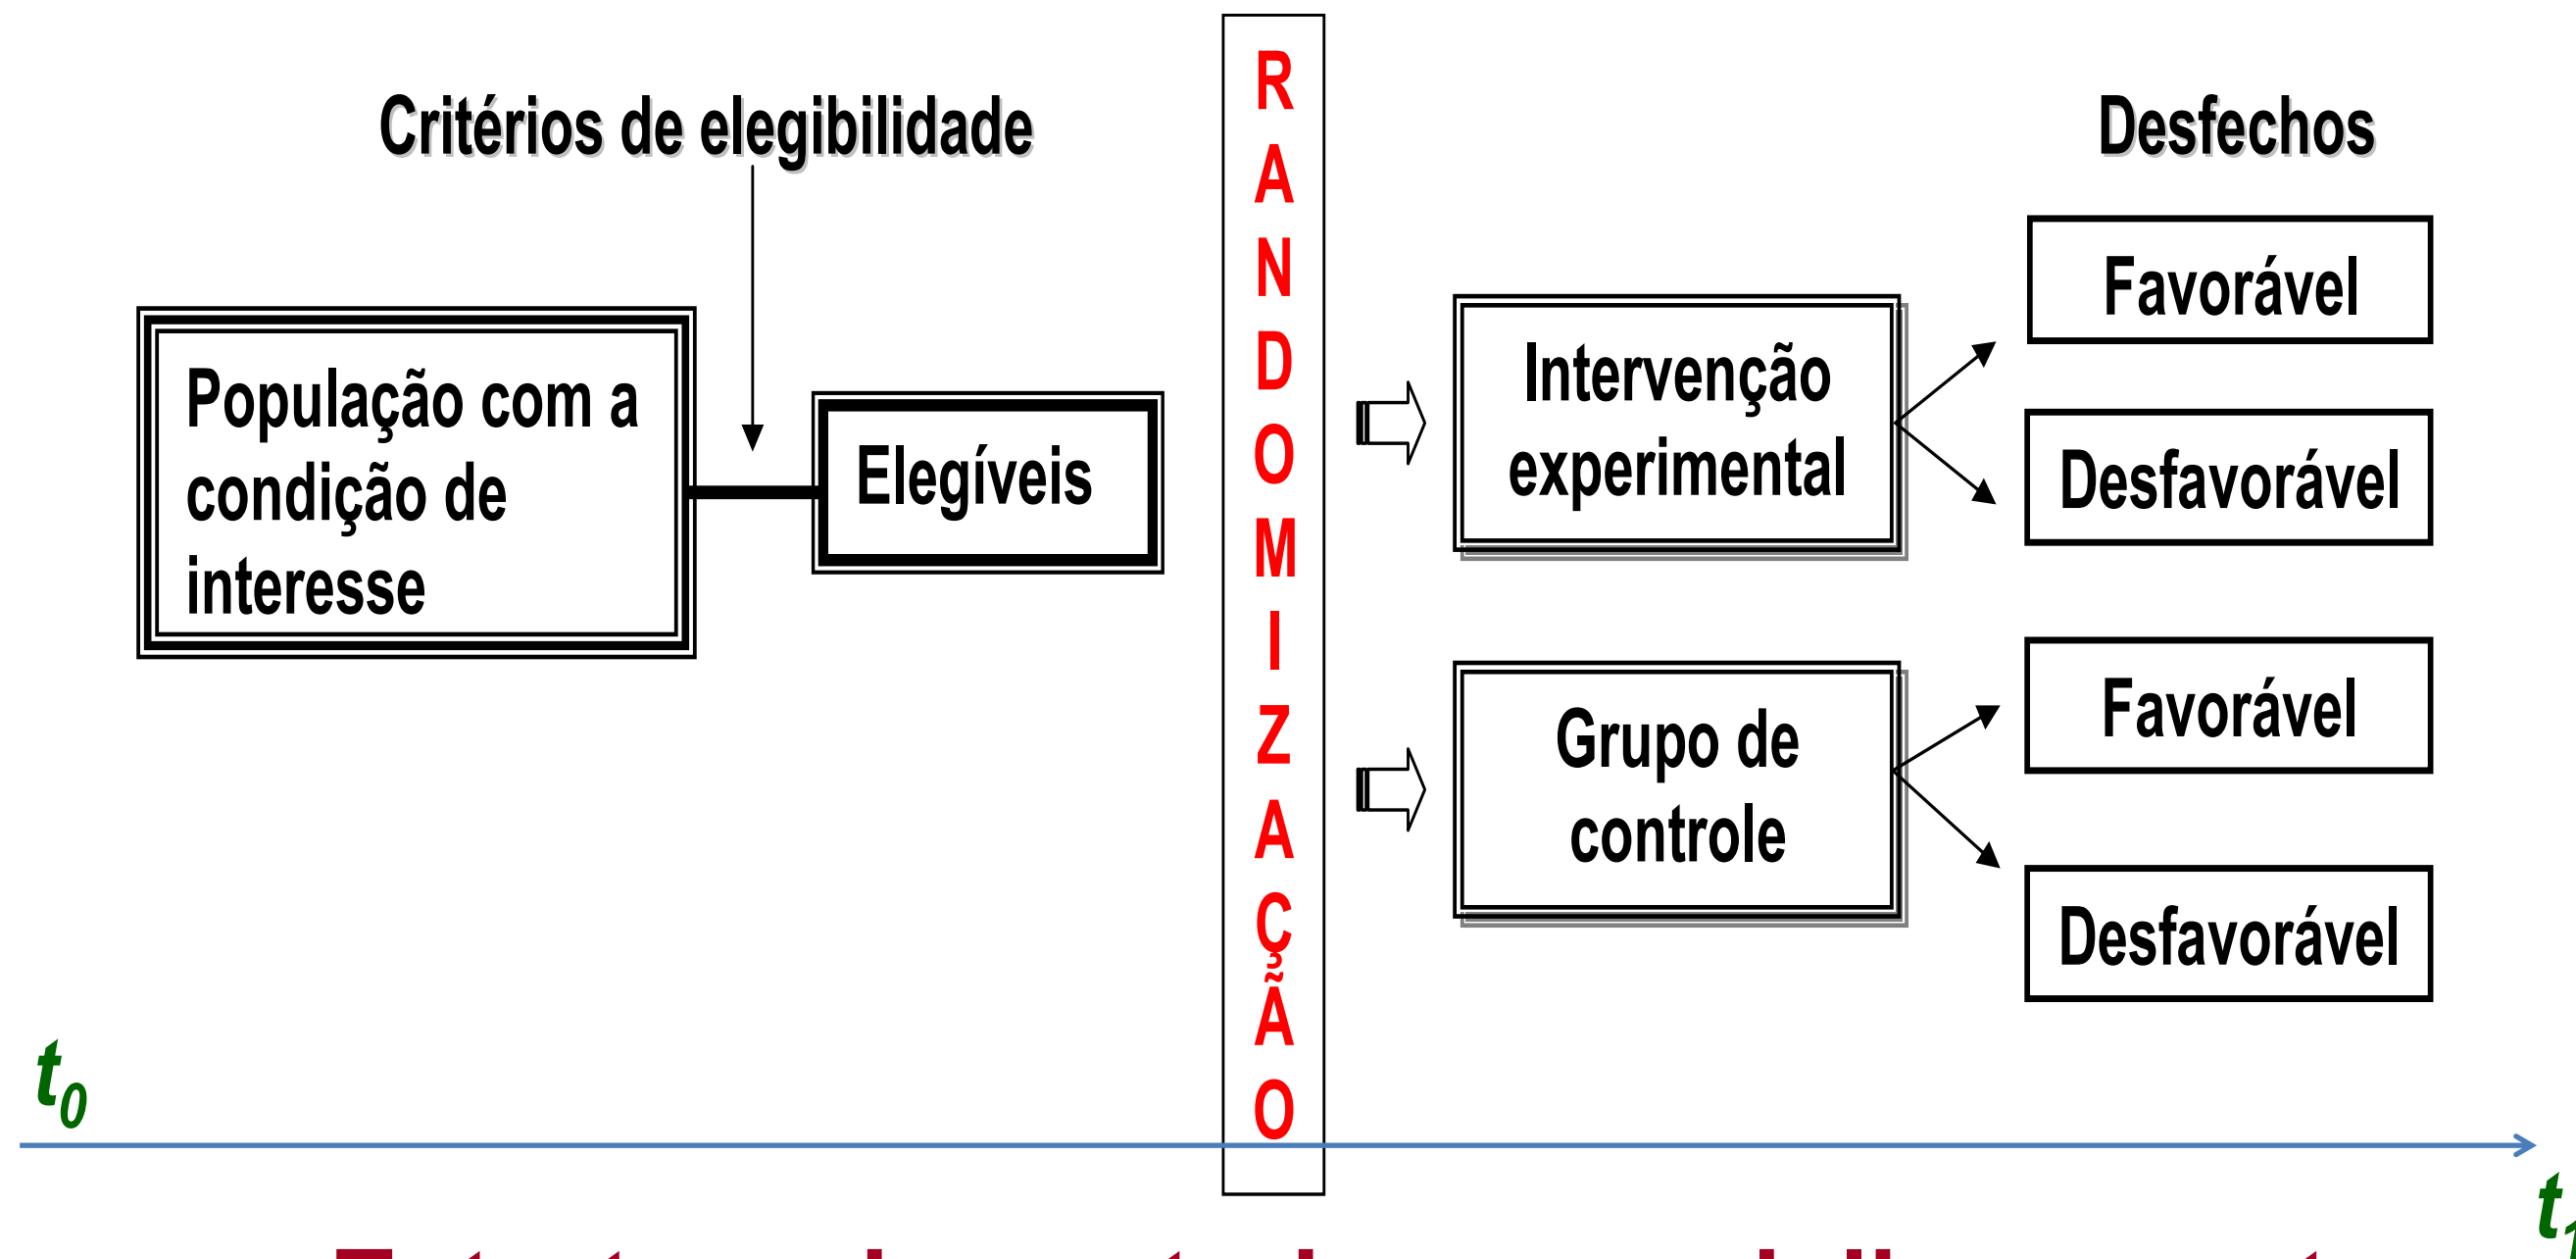 Critérios de elegibilidade
Desfechos
População com a
condição de
interesse
Elegíveis
R
A
N
D
O
M
I
Z
A
Ç
Ã
O
Intervenção
experimental
Favorável
Desfavorável
Grupo de
controle
Favorável
Desfavorável
t0